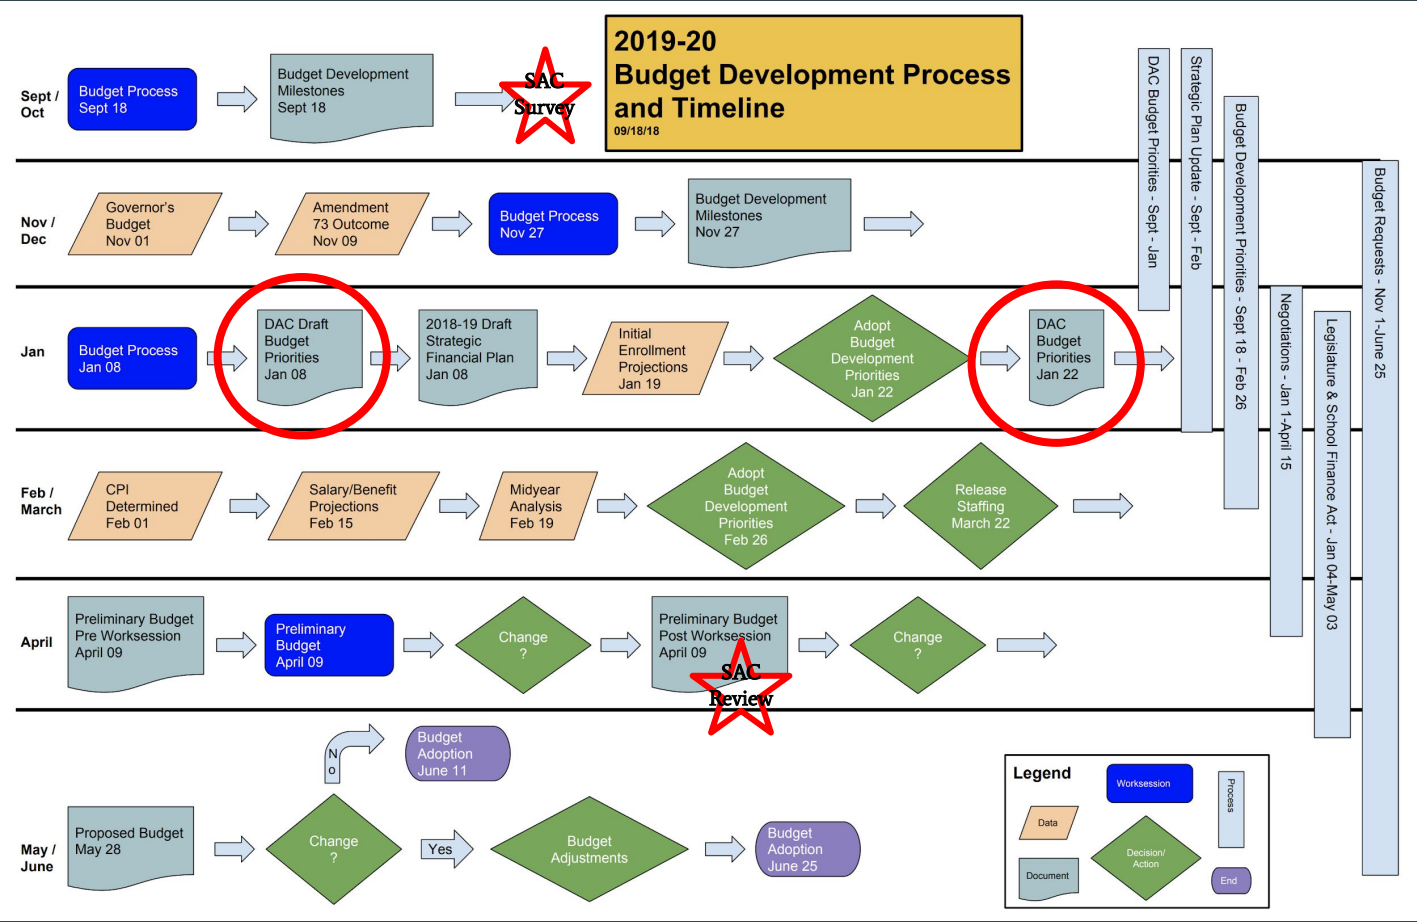 2019-20
Budget Development Process
and Timeline
09/18/18
Sept /
Oct
Budget Process
Sept 18
Budget Development
Milestones
Sept 18
SAC
Survey
Nov /
Dec
Governor's
Budget
Nov 01
Amendment
73 Outcome
Nov 09
Budget Process
Nov 27
Budget Development
Milestones
Nov 27
Jan
Budget Process
Jan 08
DAC Draft
Budget
Priorities
Jan 08
2018-19 Draft
Strategic
Financial Plan
Jan 08
Initial
Enrollment
Projections
Jan 19
Adopt
Budget
Development
Priorities
Jan 22
DAC
Budget
Priorities
Jan 22
Feb /
March
CPI
Determined
Feb 01
Salary/Benefit
Projections
Feb 15
Midyear
Analysis
Feb 19
Adopt
Budget
Development
Priorities
Feb 26
Release
Staffing
March 22
April
Preliminary Budget
Pre Worksession
April 09
Preliminary
Budget
April 09
Change
?
Preliminary Budget
Post Worksession
April 09
SAC
Review
Change
?
May /
June
Proposed Budget
May 28
Change
?
N
o
Budget
Adoption
June 11
Yes
Budget
Adjustments
Budget
Adoption
June 25
DAC Budget Priorities - Sept - Jan
Strategic Plan Update - Sept - Feb
Budget Development Priorities - Sept 18 - Feb 26
Negotiations - Jan 1-April 15
Legislature & School Finance Act - Jan 04-May 03
Budget Requests - Nov 1-June 25
Legend
Worksession
Process
Data
Decision/
Action
Document
End